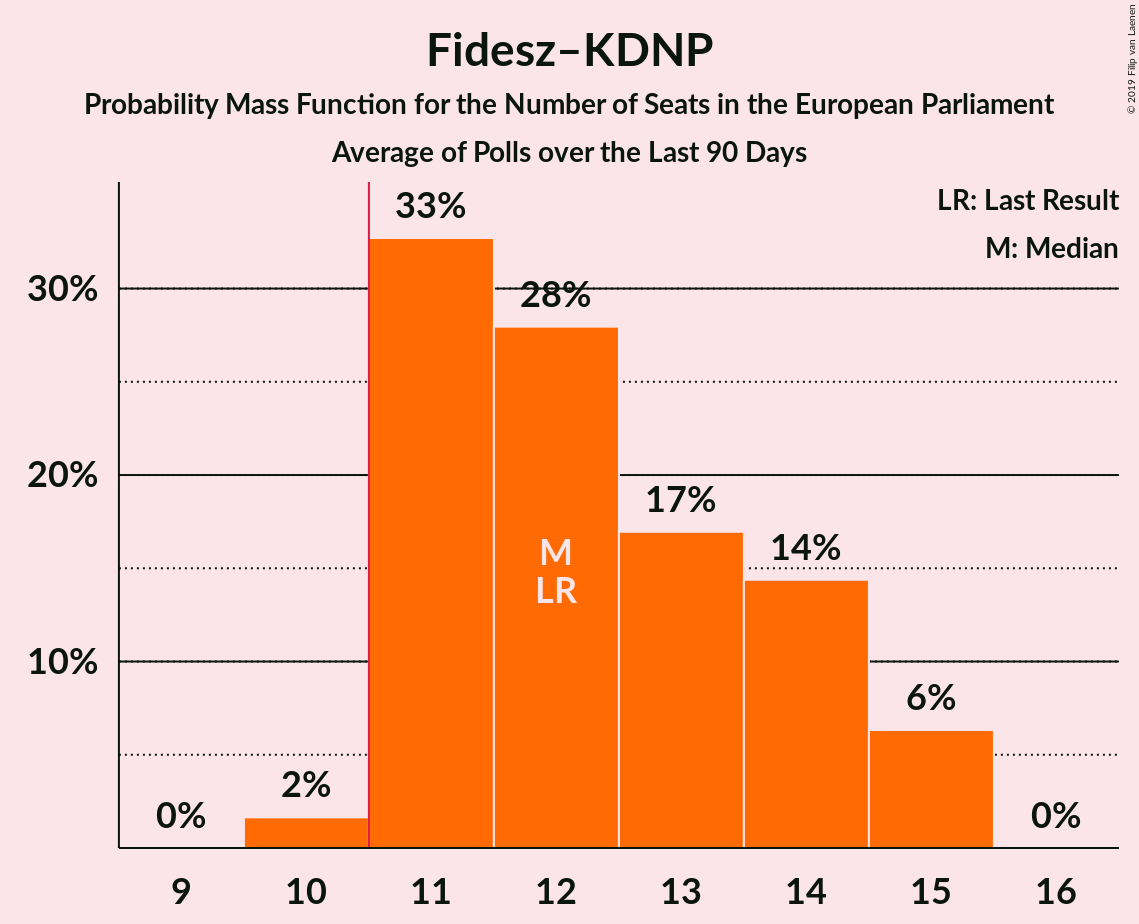 Fidesz–KDNP
Probability Mass Function for the Number of Seats in the European Parliament
Average of Polls over the Last 90 Days
© 2019 Filip van Laenen
LR: Last Result
M: Median
33%
30%
28%
20%
17%
14%
M
LR
10%
6%
2%
0%
0%
9 10 11 12 13 14 15 16